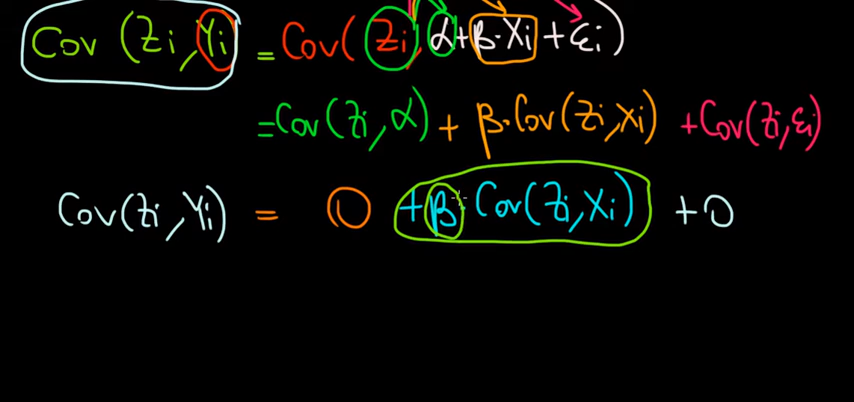 Cov (Zi, Yi) = Cov(Zi, α + β·Xi + εi)
= Cov(Zi, α) + β·Cov(Zi, Xi) + Cov(Zi, εi)
Cov(Zi, Yi) = 0 + β Cov(Zi, Xi) + 0